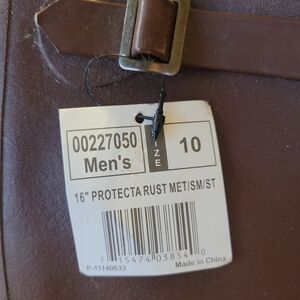 00227050
Men's
SIZE
10
16" PROTECTA RUST MET/SM/ST
7 15474 03854 0
P-11140633
Made in China